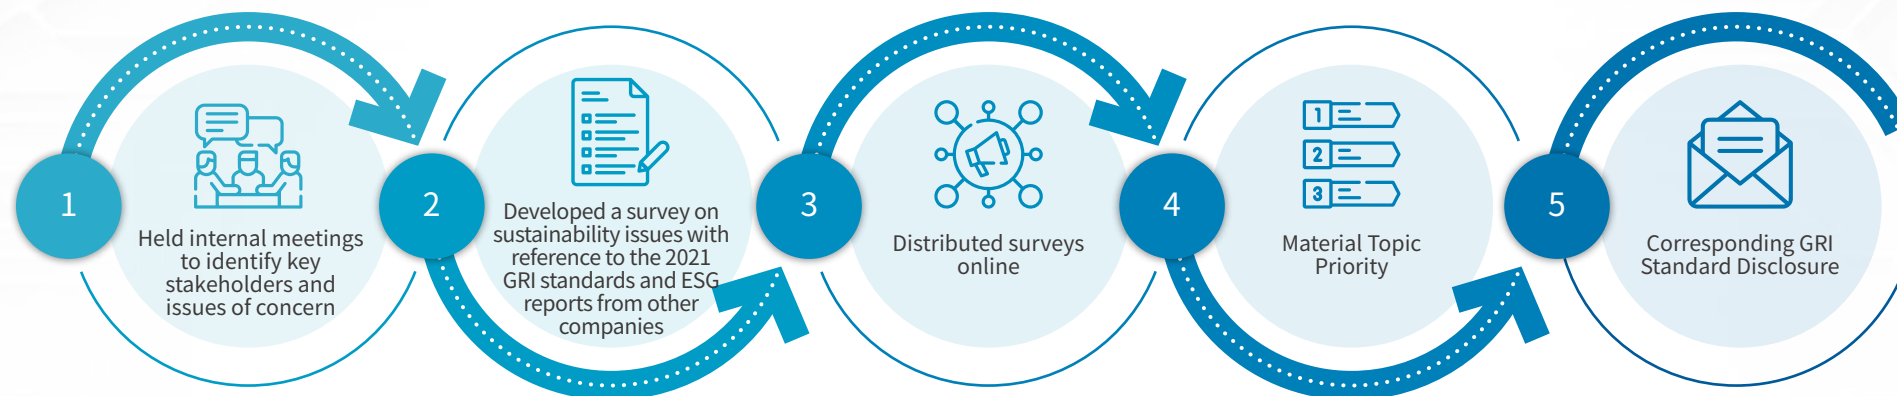 1
Held internal meetings
to identify key
stakeholders and
issues of concern
2
Developed a survey on
sustainability issues with
reference to the 2021
GRI standards and ESG
reports from other
companies
3
Distributed surveys
online
4
1
2
3
Material Topic
Priority
5
Corresponding GRI
Standard Disclosure